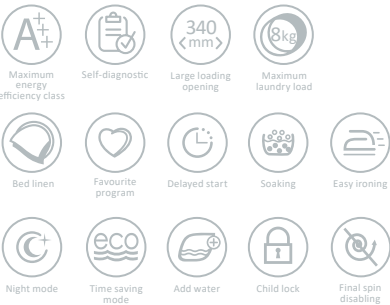 A+++
340
mm
8kg
Maximum
energy
efficiency class
Self-diagnostic
Large loading
opening
Maximum
laundry load
Bed linen
Favourite
program
Delayed start
Soaking
Easy ironing
eco
Night mode
Time saving
mode
Add water
Child lock
Final spin
disabling